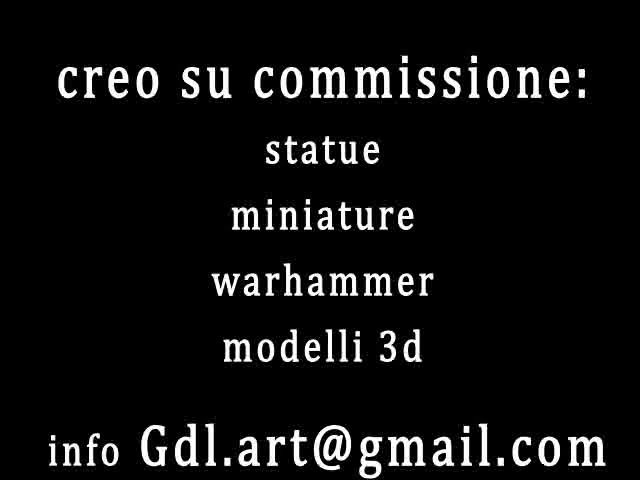 creo su commissione:
statue
miniature
warhammer
modelli 3d
info Gdl.art@gmail.com